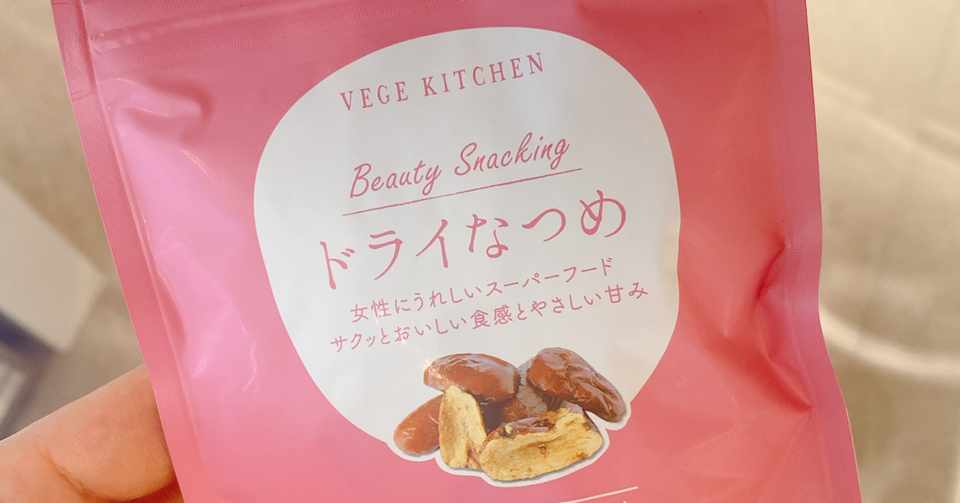 VEGE KITCHEN
Beauty Snacking
ドライなつめ
女性にうれしいスーパーフード
サクッとおいしい食感とやさしい甘み